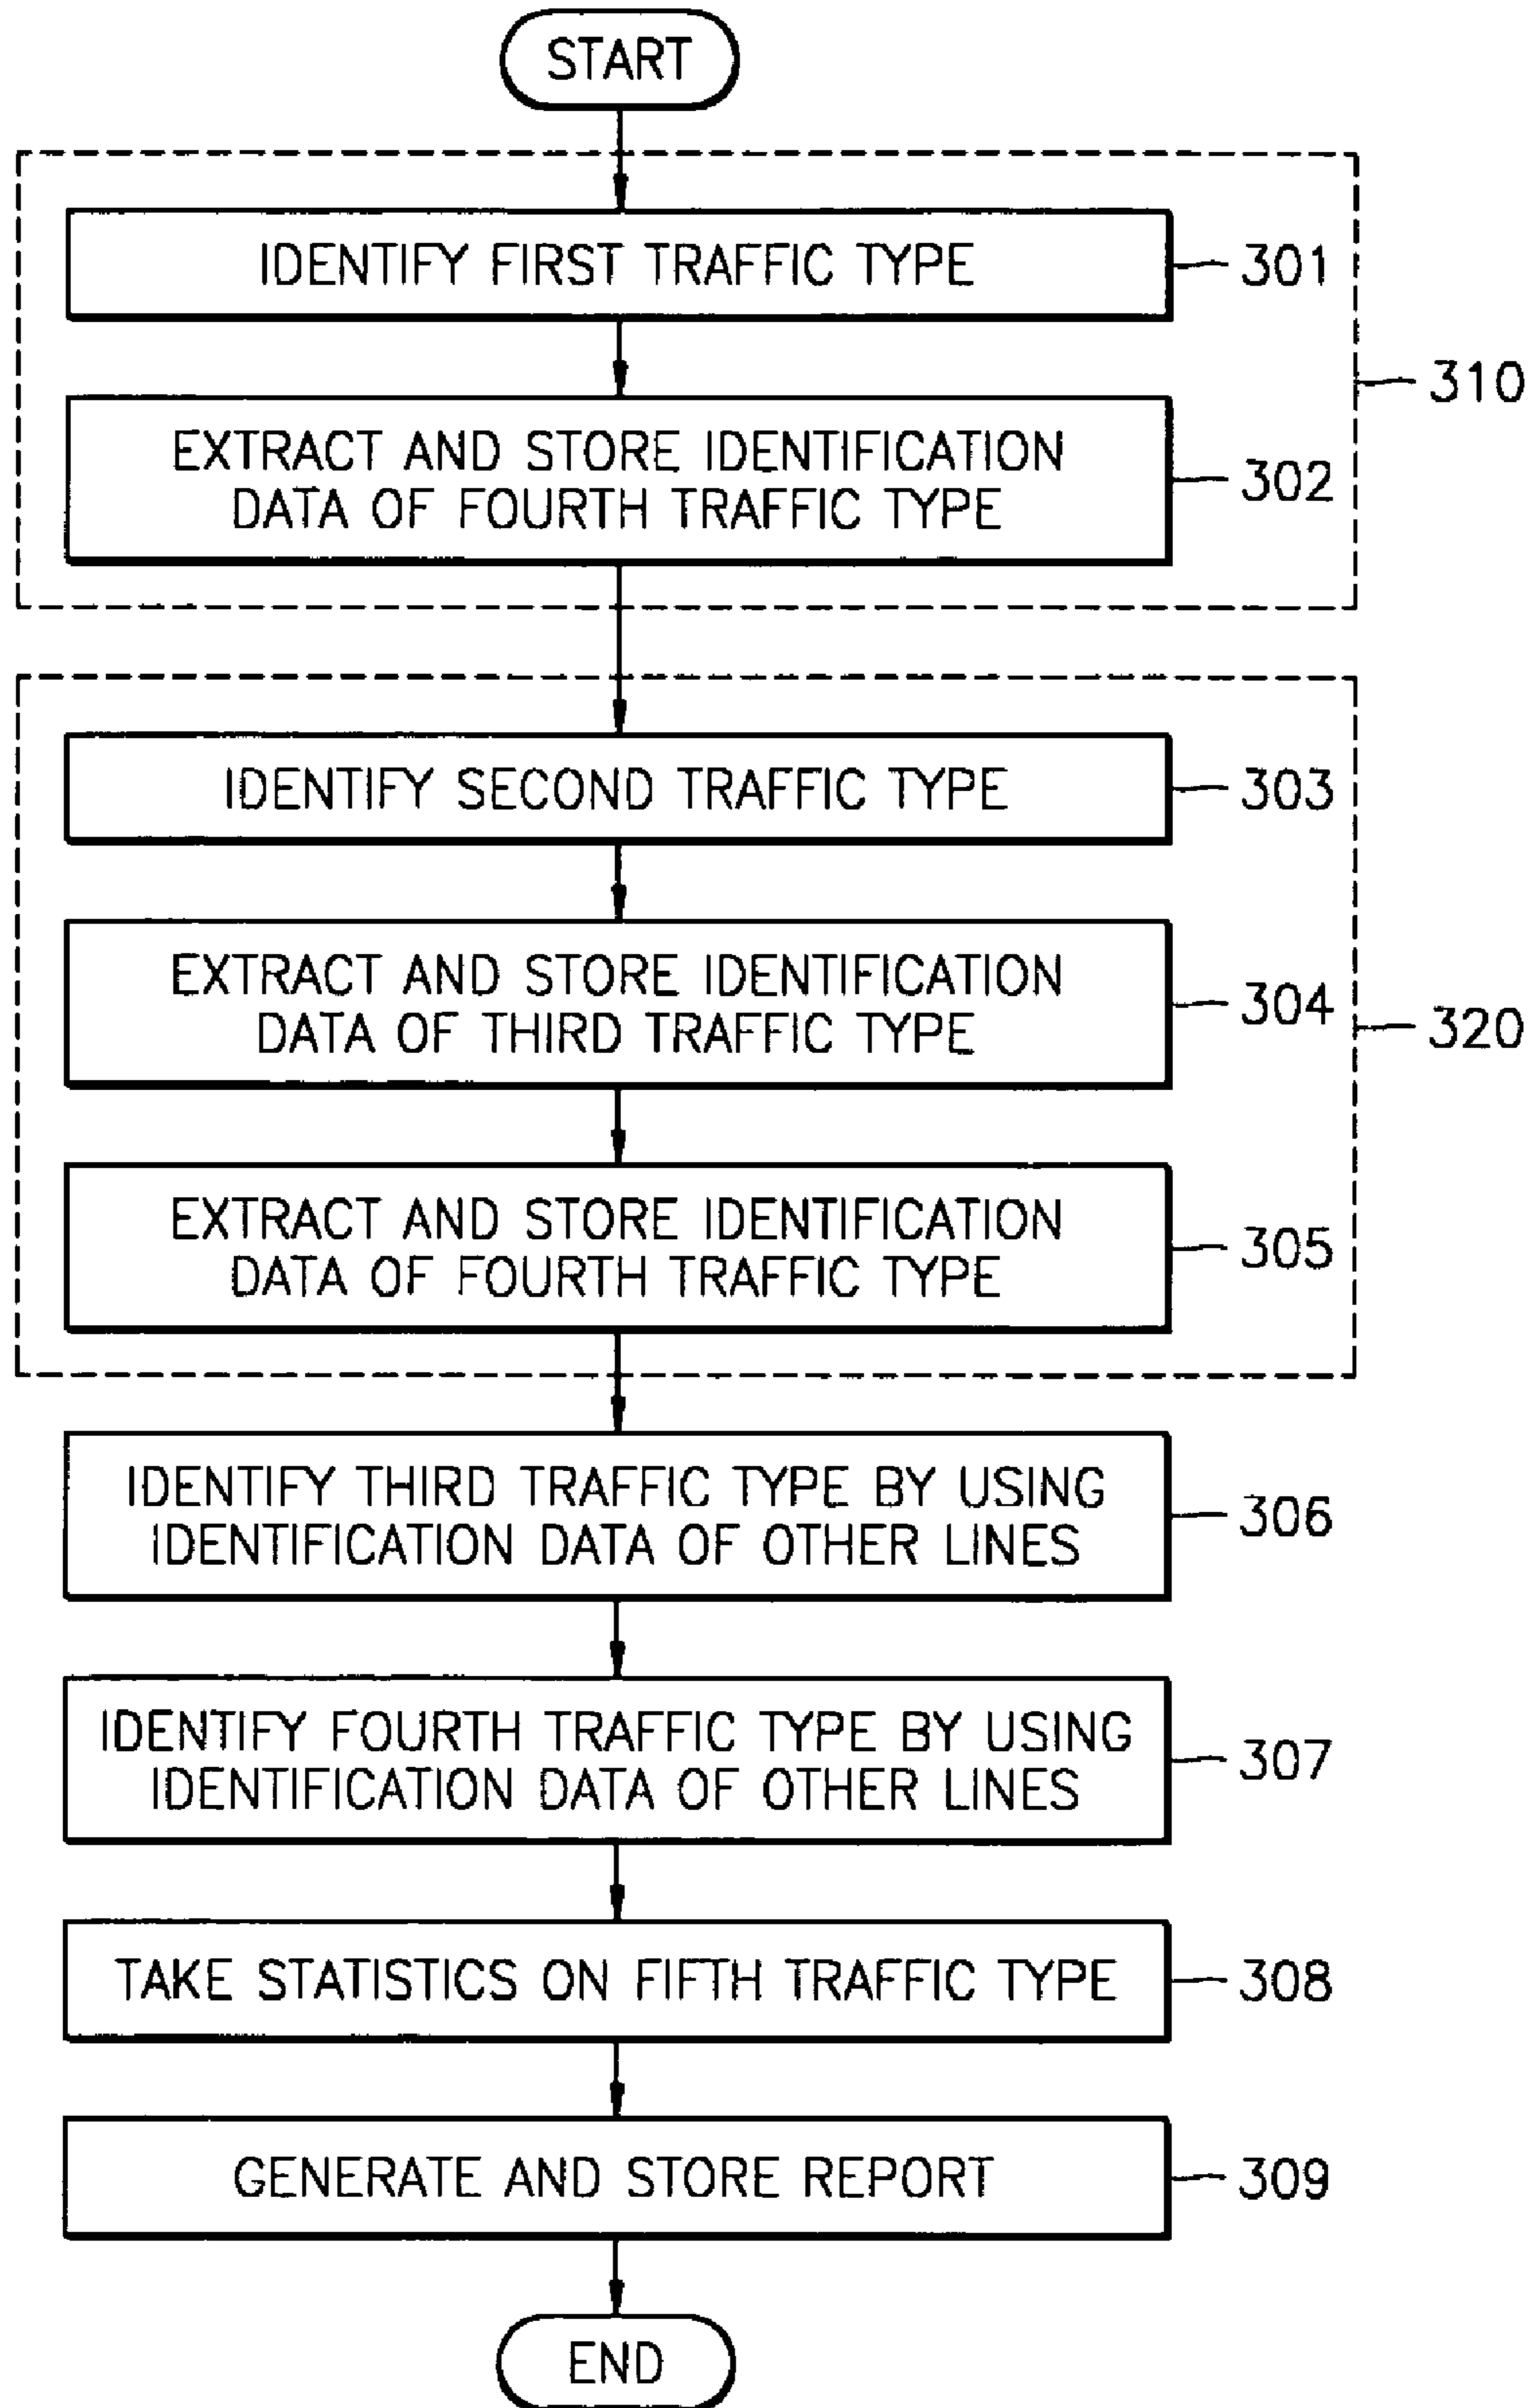 START
IDENTIFY FIRST TRAFFIC TYPE
301
310
EXTRACT AND STORE IDENTIFICATION
DATA OF FOURTH TRAFFIC TYPE
302
IDENTIFY SECOND TRAFFIC TYPE
303
EXTRACT AND STORE IDENTIFICATION
DATA OF THIRD TRAFFIC TYPE
304
320
EXTRACT AND STORE IDENTIFICATION
DATA OF FOURTH TRAFFIC TYPE
305
IDENTIFY THIRD TRAFFIC TYPE BY USING
IDENTIFICATION DATA OF OTHER LINES
306
IDENTIFY FOURTH TRAFFIC TYPE BY USING
IDENTIFICATION DATA OF OTHER LINES
307
TAKE STATISTICS ON FIFTH TRAFFIC TYPE
308
GENERATE AND STORE REPORT
309
END